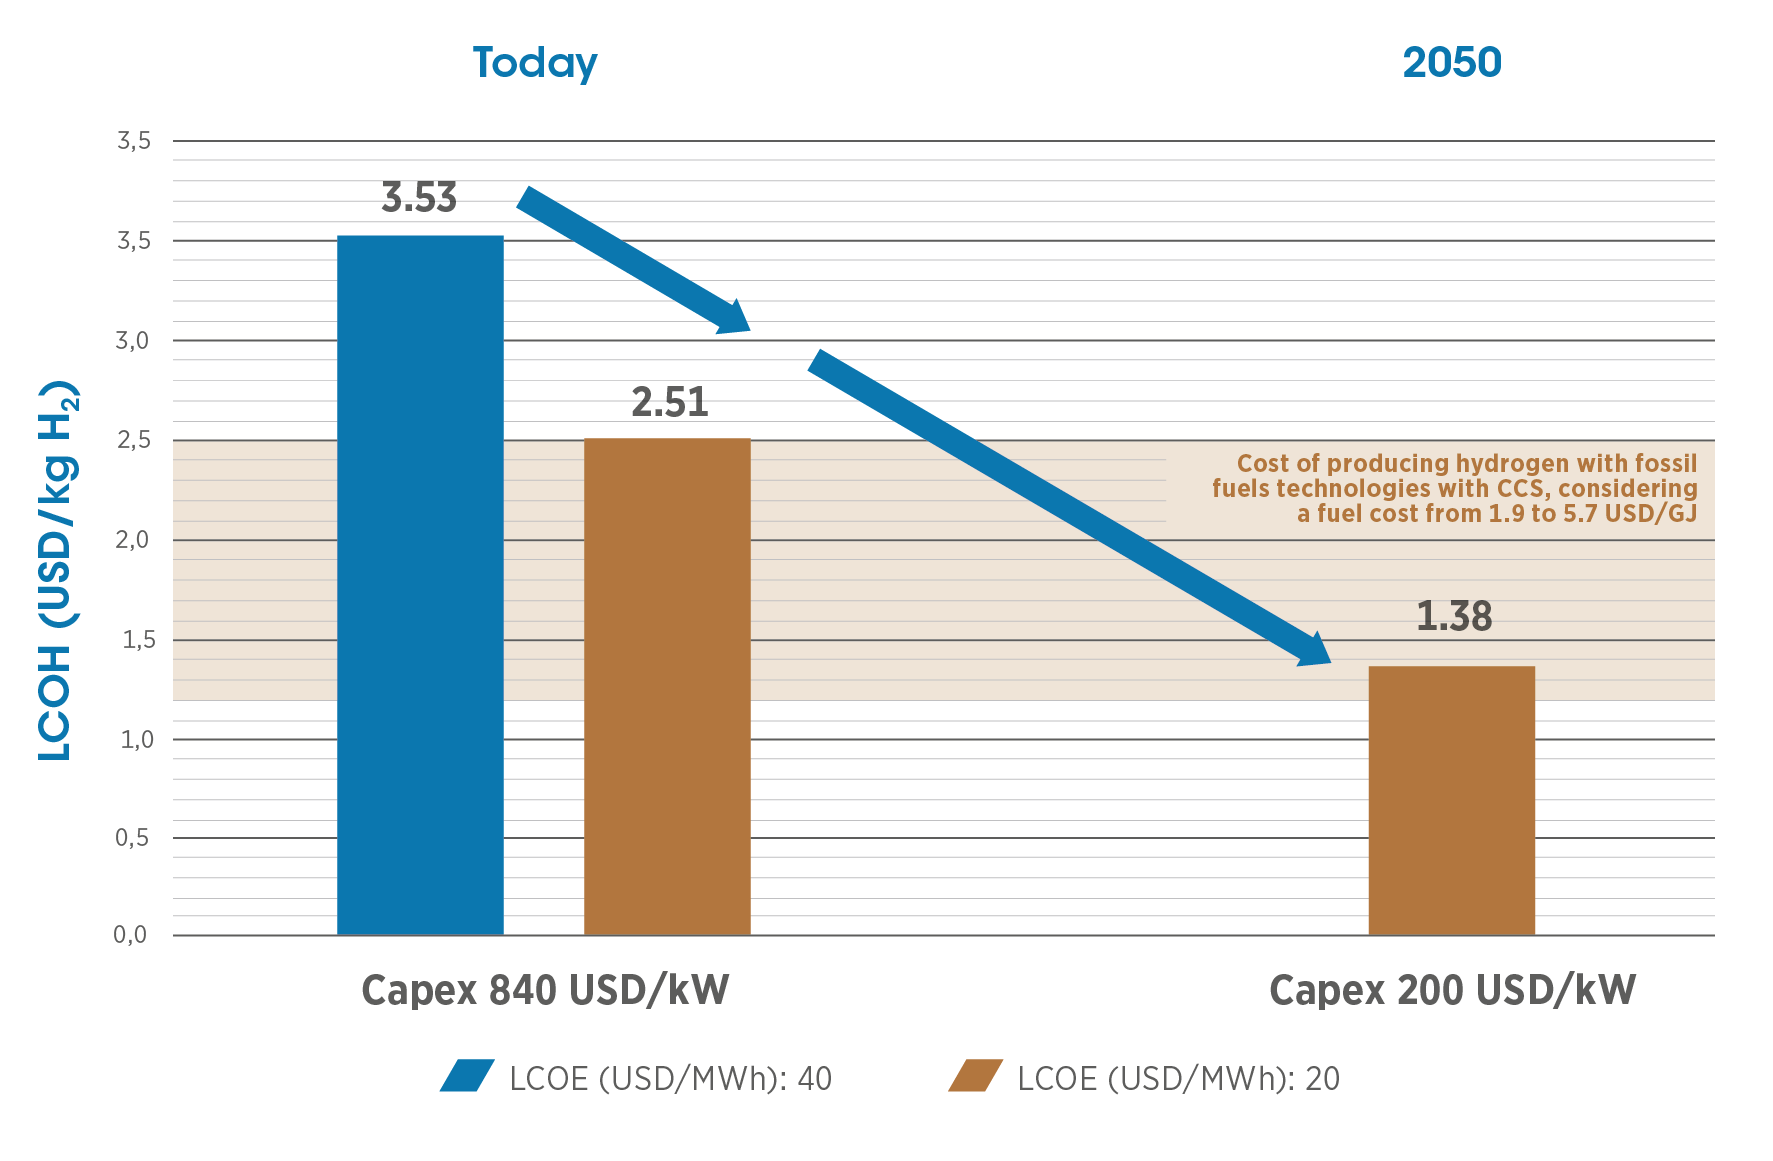 Today
2050
3,5
3.53
3,5
3,0
2.51
2,5
Cost of producing hydrogen with fossil
fuels technologies with CCS, considering
a fuel cost from 1.9 to 5.7 USD/GJ
2,0
1.38
1,5
1,0
0,5
0,0
LCOH (USD/kg H₂)
Capex 840 USD/kW
Capex 200 USD/kW
LCOE (USD/MWh): 40
LCOE (USD/MWh): 20